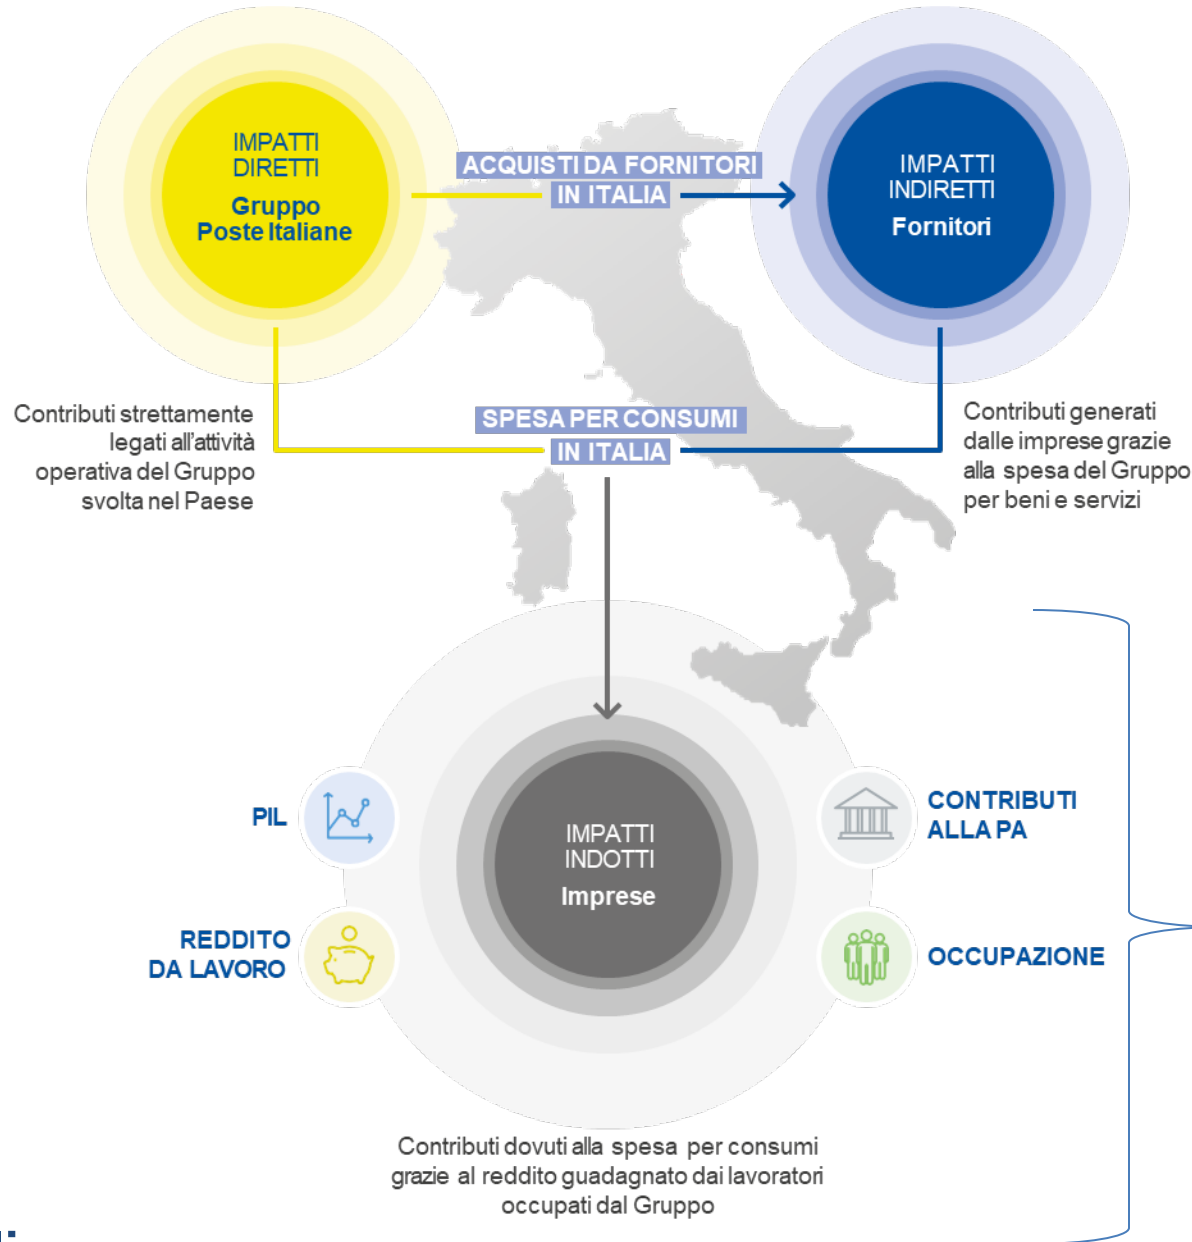 IMPATTI
DIRETTI
Gruppo
Poste Italiane
ACQUISTI DA FORNITORI
IN ITALIA
IMPATTI
INDIRETTI
Fornitori
Contributi strettamente
legati all'attività
operativa del Gruppo
svolta nel Paese
SPESA PER CONSUMI
IN ITALIA
Contributi generati
dalle imprese grazie
alla spesa del Gruppo
per beni e servizi
PIL
REDDITO
DA LAVORO
IMPATTI
INDOTTI
Imprese
CONTRIBUTI
ALLA PA
OCCUPAZIONE
Contributi dovuti alla spesa per consumi
grazie al reddito guadagnato dai lavoratori
occupati dal Gruppo